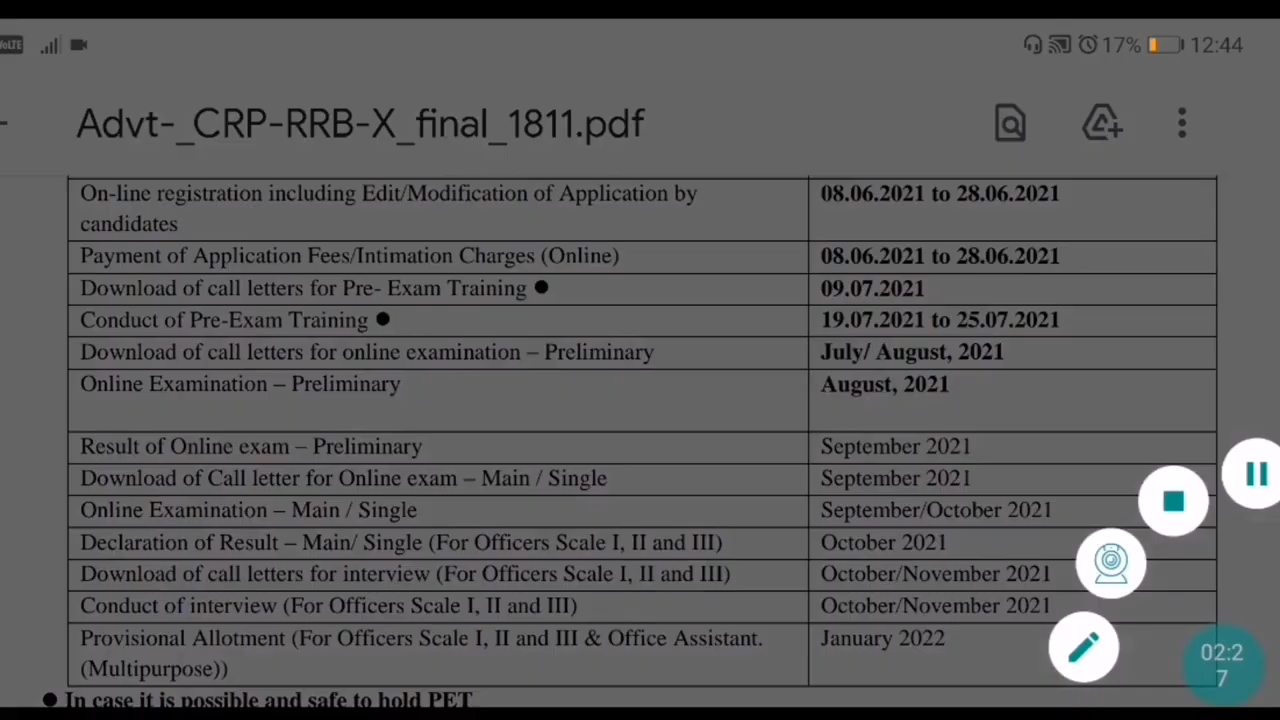 VoLTE 17% 12:44
Advt-_CRP-RRB-X_final_1811.pdf
On-line registration including Edit/Modification of Application by 08.06.2021 to 28.06.2021
candidates
Payment of Application Fees/Intimation Charges (Online) 08.06.2021 to 28.06.2021
Download of call letters for Pre- Exam Training ● 09.07.2021
Conduct of Pre-Exam Training ● 19.07.2021 to 25.07.2021
Download of call letters for online examination – Preliminary July/ August, 2021
Online Examination – Preliminary August, 2021
Result of Online exam – Preliminary September 2021
Download of Call letter for Online exam – Main / Single September 2021
Online Examination – Main / Single September/October 2021
Declaration of Result – Main/ Single (For Officers Scale I, II and III) October 2021
Download of call letters for interview (For Officers Scale I, II and III) October/November 2021
Conduct of interview (For Officers Scale I, II and III) October/November 2021
Provisional Allotment (For Officers Scale I, II and III & Office Assistant. January 2022
(Multipurpose))
● In case it is possible and safe to hold PET
02:2
7